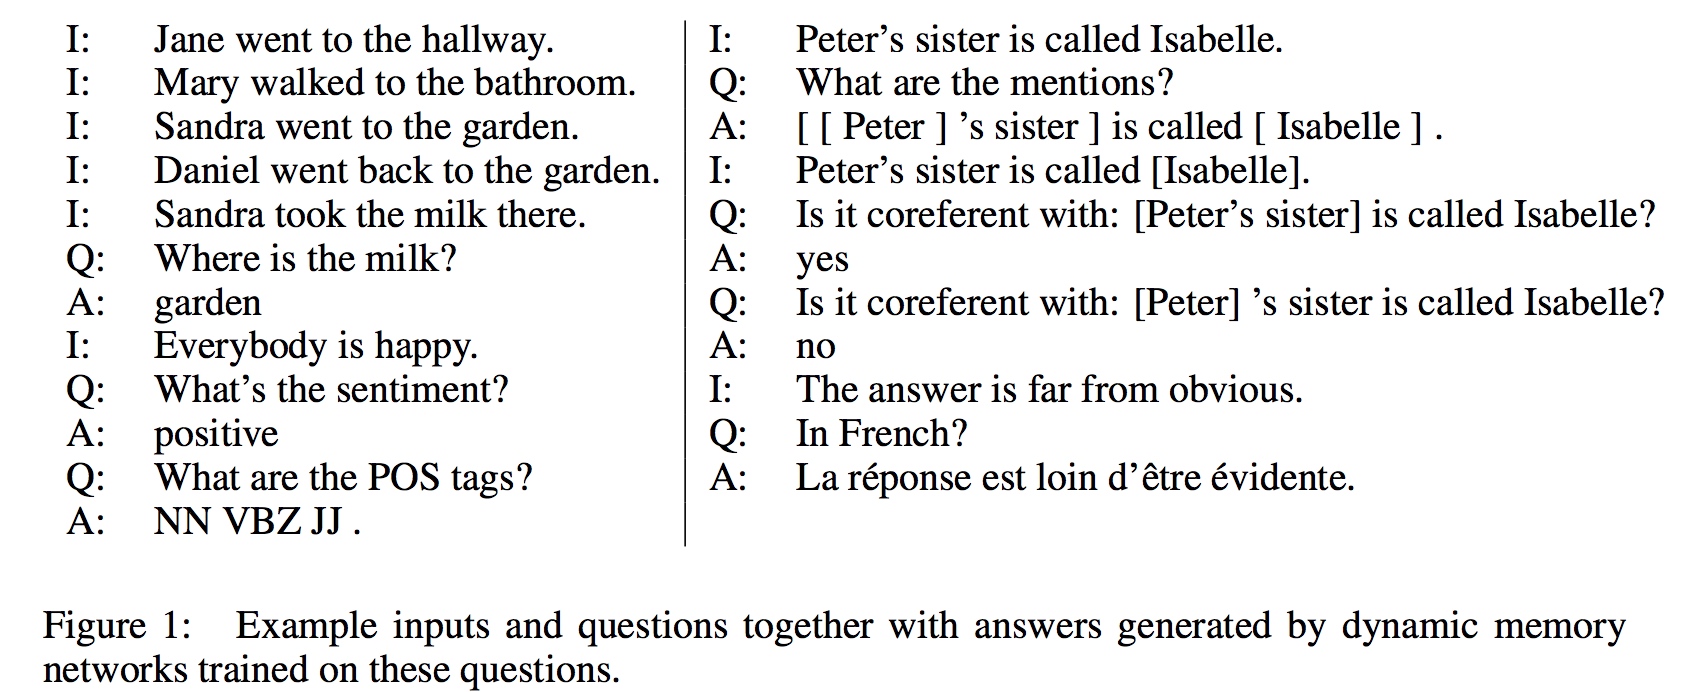 I: Jane went to the hallway.
I: Mary walked to the bathroom.
I: Sandra went to the garden.
I: Daniel went back to the garden.
I: Sandra took the milk there.
Q: Where is the milk?
A: garden
I: Everybody is happy.
Q: What’s the sentiment?
A: positive
Q: What are the POS tags?
A: NN VBZ JJ .
I: Peter’s sister is called Isabelle.
Q: What are the mentions?
A: [ [ Peter ] ’s sister ] is called [ Isabelle ] .
I: Peter’s sister is called [Isabelle].
Q: Is it coreferent with: [Peter’s sister] is called Isabelle?
A: yes
Q: Is it coreferent with: [Peter] ’s sister is called Isabelle?
A: no
I: The answer is far from obvious.
Q: In French?
A: La réponse est loin d’être évidente.
Figure 1: Example inputs and questions together with answers generated by dynamic memory
networks trained on these questions.